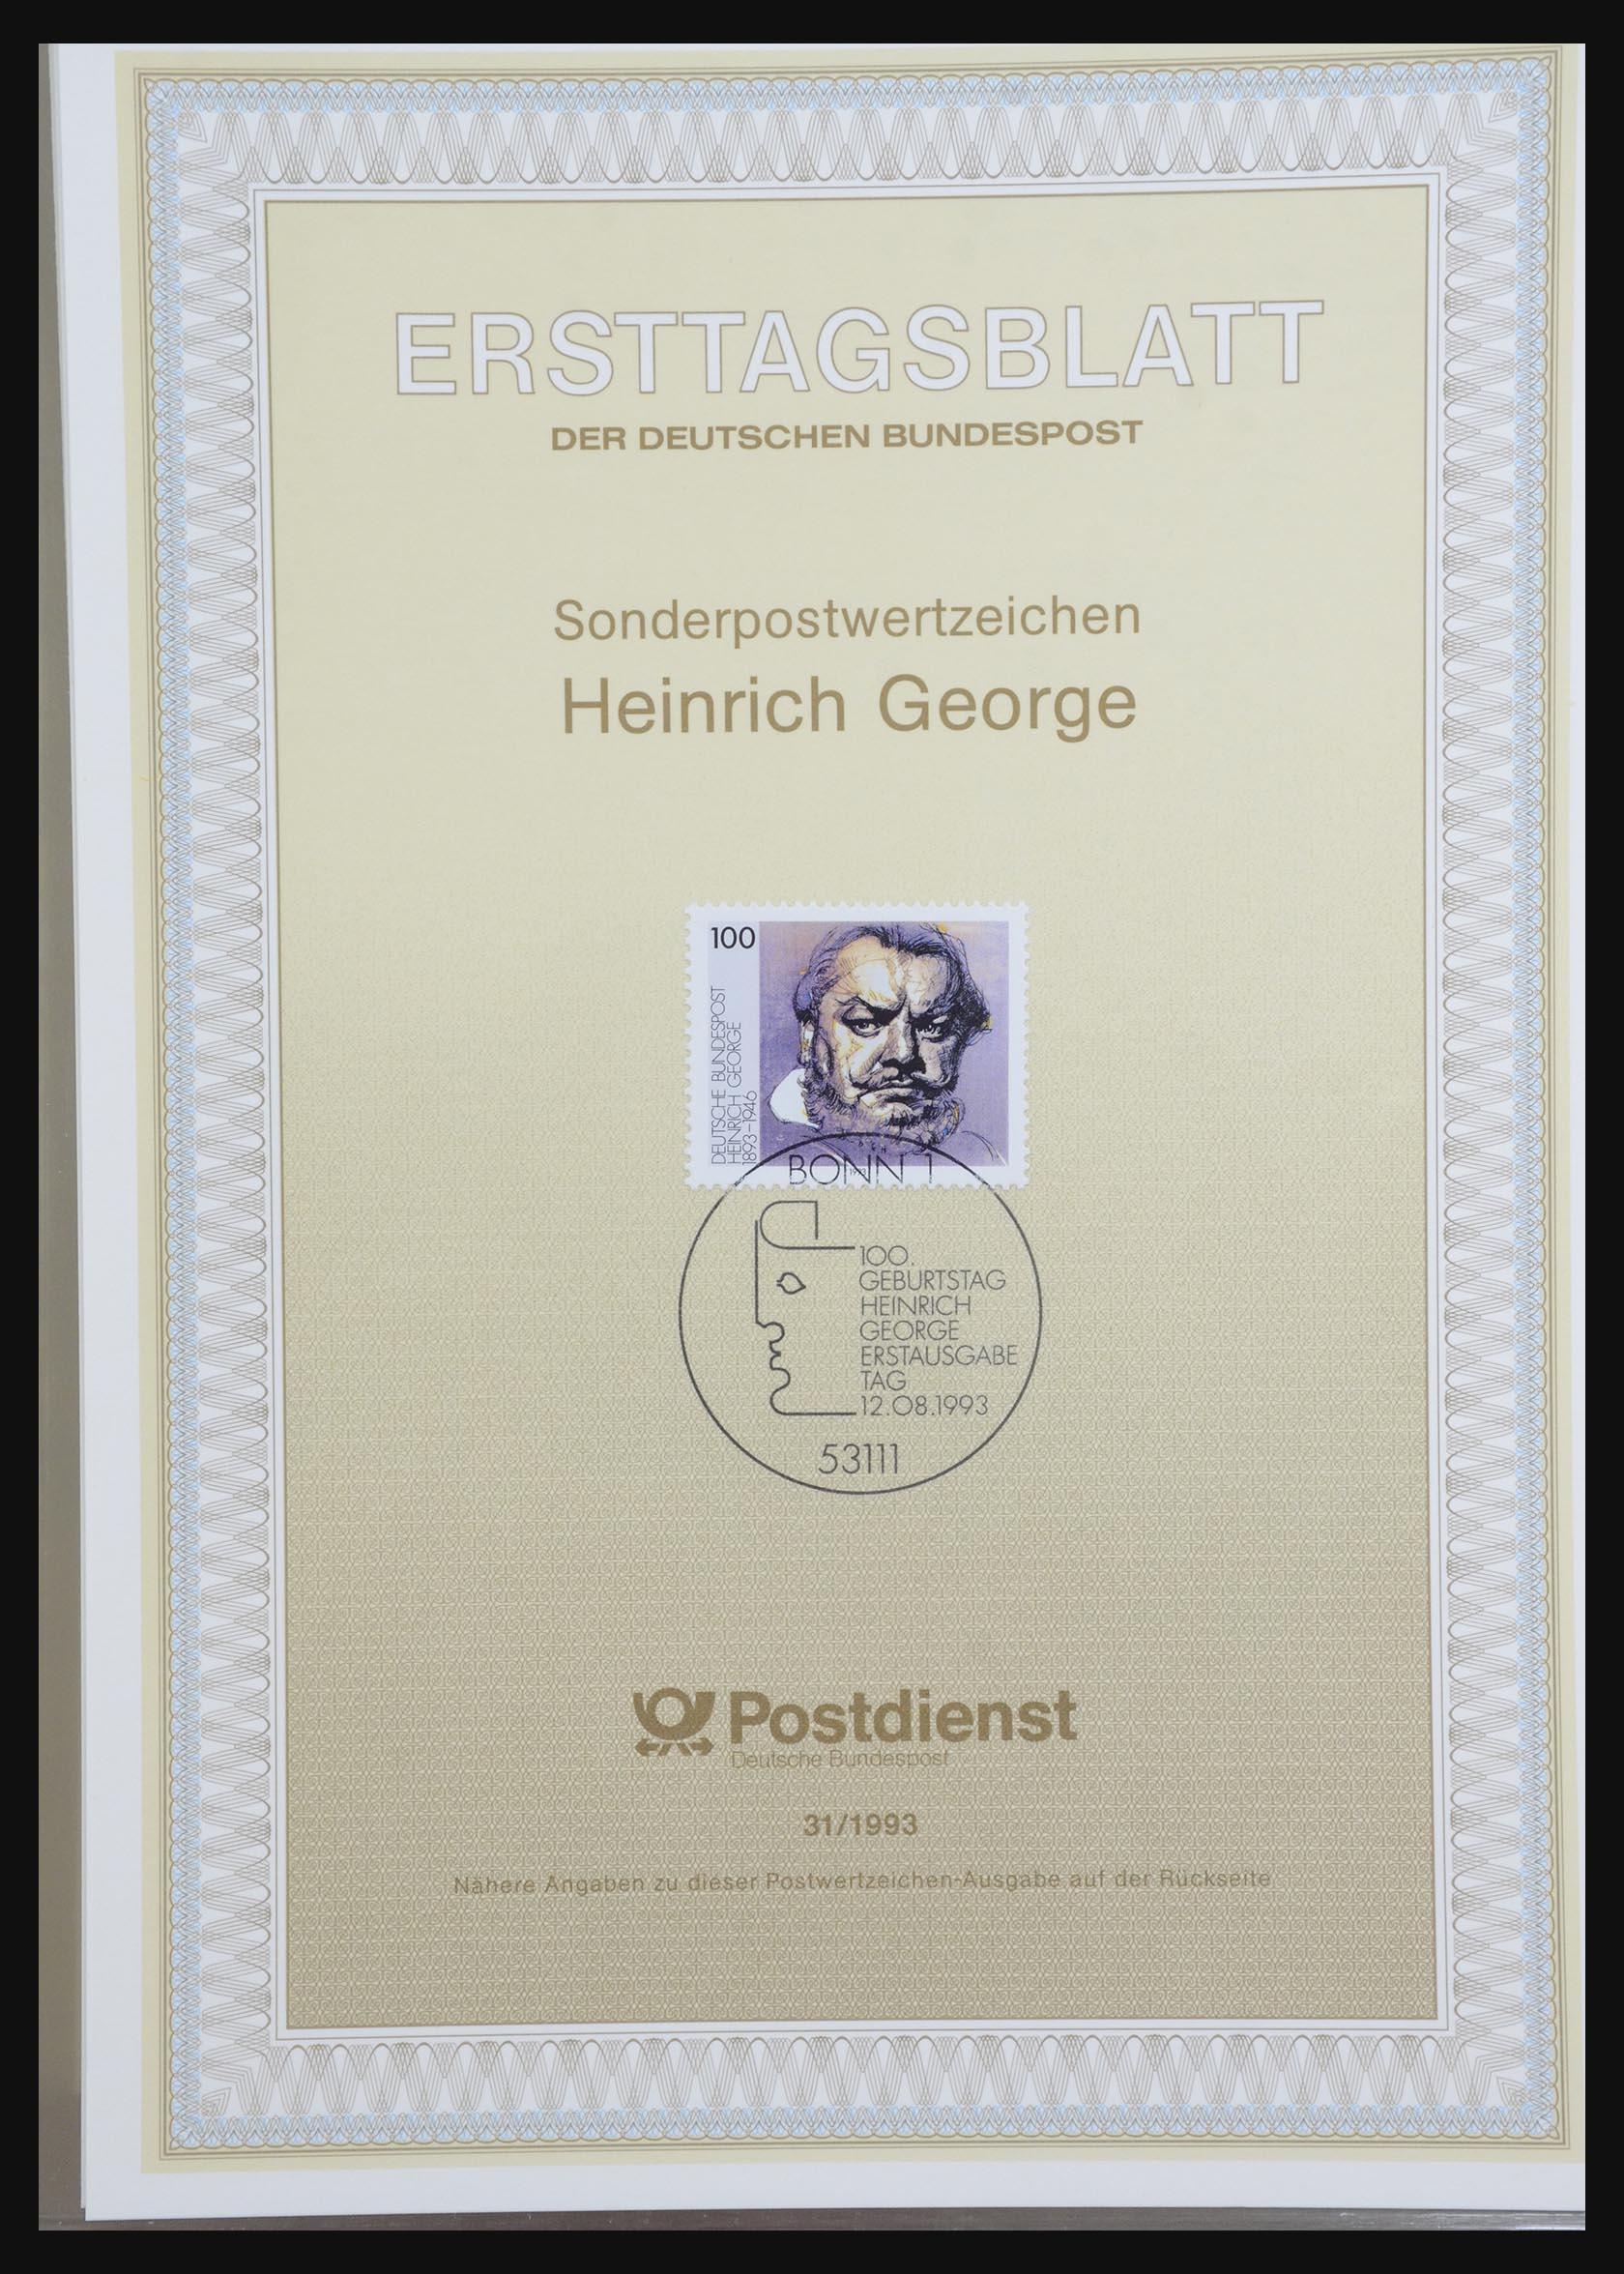 ERSTTAGSBLATT
DER DEUTSCHEN BUNDESPOST
Sonderpostwertzeichen
Heinrich George
100
DEUTSCHE BUNDESPOST
HEINRICH GEORGE
1893–1946
BONN 1
100.
GEBURTSTAG
HEINRICH
GEORGE
ERSTAUSGABE
TAG
12.08.1993
53111
Postdienst
Deutsche Bundespost
31/1993
Nähere Angaben zu dieser Postwertzeichen-Ausgabe auf der Rückseite